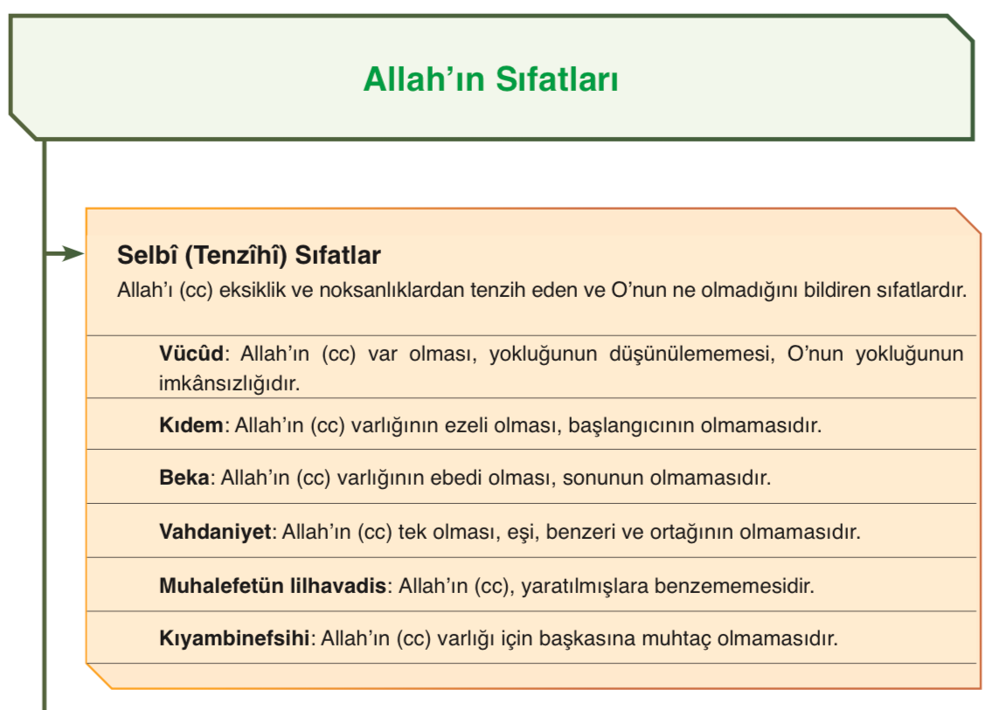 Allah’ın Sıfatları
Selbî (Tenzîhî) Sıfatlar
Allah’ı (cc) eksiklik ve noksanlıklardan tenzih eden ve O’nun ne olmadığını bildiren sıfatlardır.
Vücûd: Allah’ın (cc) var olması, yokluğunun düşünülememesi, O’nun yokluğunun
imkânsızlığıdır.
Kıdem: Allah’ın (cc) varlığının ezeli olması, başlangıcının olmamasıdır.
Beka: Allah’ın (cc) varlığının ebedi olması, sonunun olmamasıdır.
Vahdaniyet: Allah’ın (cc) tek olması, eşi, benzeri ve ortağının olmamasıdır.
Muhalefetün lilhavadis: Allah’ın (cc), yaratılmışlara benzememesidir.
Kıyambinefsihi: Allah’ın (cc) varlığı için başkasına muhtaç olmamasıdır.